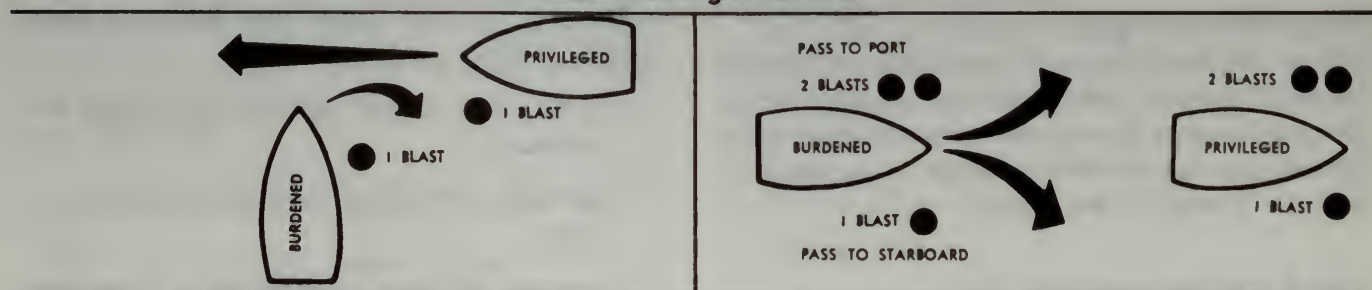 PRIVILEGED
1 BLAST
1 BLAST
BURDENED
PASS TO PORT
2 BLASTS
2 BLASTS
BURDENED
PRIVILEGED
1 BLAST
1 BLAST
PASS TO STARBOARD